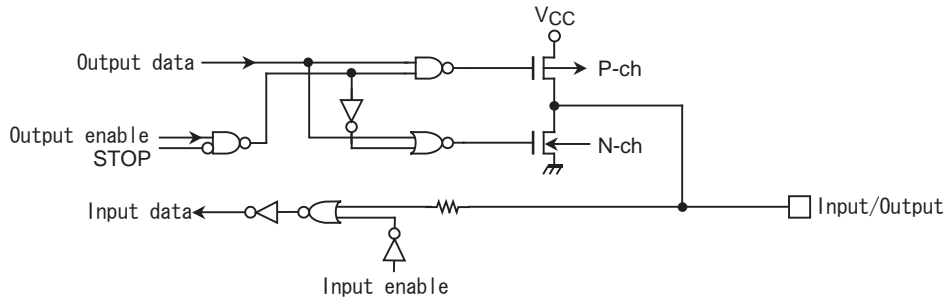 VCC
Output data
P-ch
Output enable
STOP
N-ch
Input data
Input/Output
Input enable